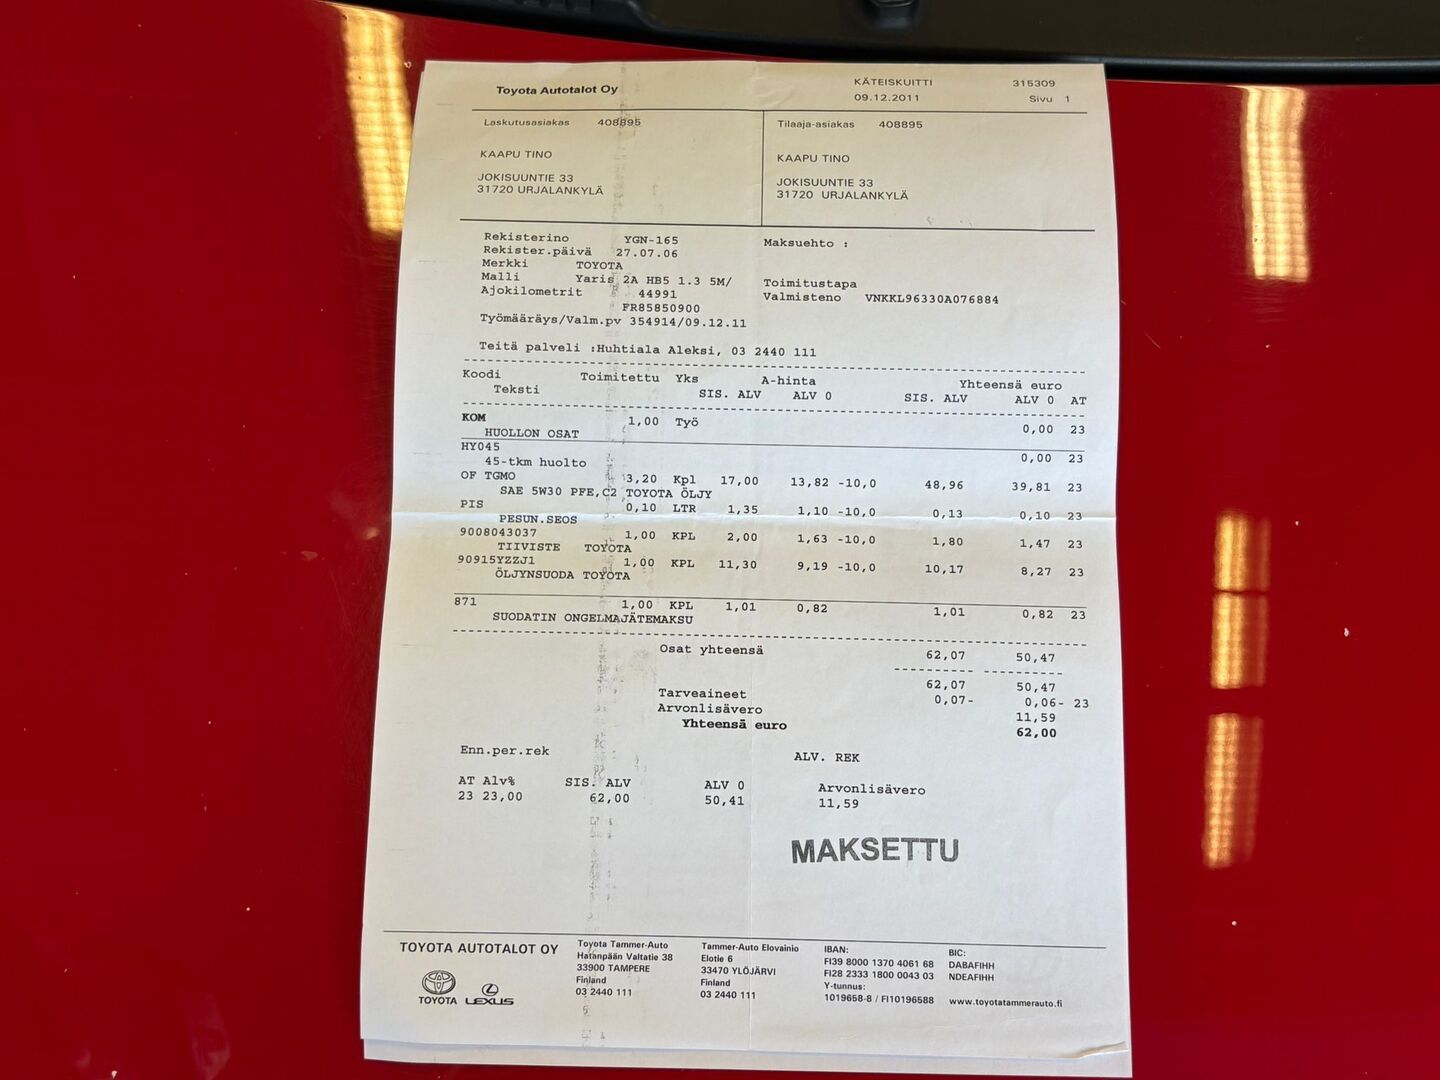 Toyota Autotalot Oy KÄTEISKUITTI 315309
09.12.2011 Sivu 1
Laskutusasiakas 408895 Tilaaja-asiakas 408895
KAAPU TINO KAAPU TINO
JOKISUUNTIE 33 JOKISUUNTIE 33
31720 URJALANKYLÄ 31720 URJALANKYLÄ
Rekisterino YGN-165 Maksuehto :
Rekister.päivä 27.07.06
Merkki TOYOTA
Malli Yaris 2A HB5 1.3 5M/ Toimitustapa
Ajokilometrit 44991 Valmisteno VNKKL96330A076884
FR85850900
Työmääräys/Valm.pv 354914/09.12.11
Teitä palveli :Huhtiala Aleksi, 03 2440 111
Koodi Toimitettu Yks A-hinta Yhteensä euro
Teksti SIS. ALV ALV 0 SIS. ALV ALV 0 AT
KOM 1,00 Työ 0,00 23
HUOLLON OSAT
HY045 0,00 23
45-tkm huolto
OF TGMO 3,20 Kpl 17,00 13,82 -10,0 48,96 39,81 23
SAE 5W30 PFE,C2 TOYOTA ÖLJY
PIS 0,10 LTR 1,35 1,10 -10,0 0,13 0,10 23
PESUN.SEOS
9008043037 1,00 KPL 2,00 1,63 -10,0 1,80 1,47 23
TIIVISTE TOYOTA
90915YZZJ1 1,00 KPL 11,30 9,19 -10,0 10,17 8,27 23
ÖLJYNSUODA TOYOTA
871 1,00 KPL 1,01 0,82 1,01 0,82 23
SUODATIN ONGELMAJÄTEMAKSU
Osat yhteensä 62,07 50,47
62,07 50,47
Tarveaineet 0,07- 0,06- 23
Arvonlisävero 11,59
Yhteensä euro 62,00
Enn.per.rek ALV. REK
AT Alv% SIS. ALV ALV 0 Arvonlisävero
23 23,00 62,00 50,41 11,59
MAKSETTU
TOYOTA AUTOTALOT OY Toyota Tammer-Auto Tammer-Auto Elovainio IBAN: BIC:
Hatanpään Valtatie 38 Elotie 6 FI39 8000 1370 4061 68 DABAFIHH
33900 TAMPERE 33470 YLÖJÄRVI FI28 2333 1800 0043 03 NDEAFIHH
Finland Finland Y-tunnus:
TOYOTA LEXUS 03 2440 111 03 2440 111 1019658-8 / FI10196588 www.toyotatammerauto.fi